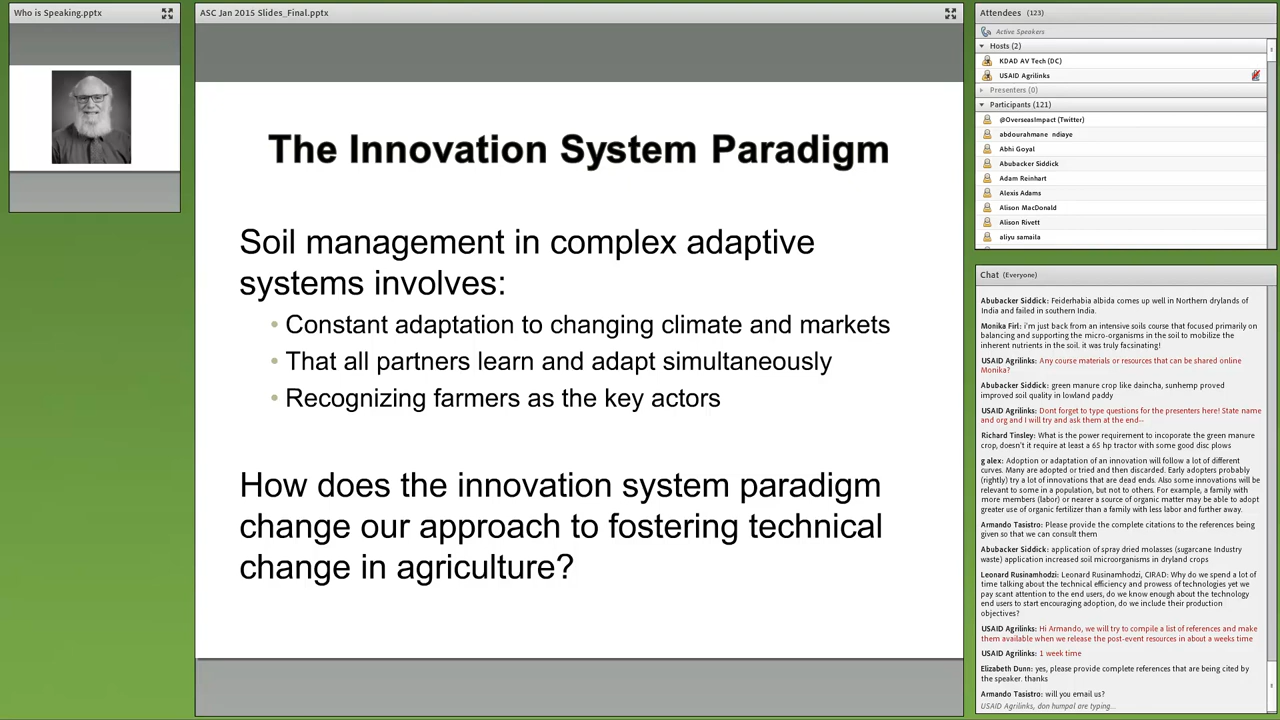 Who is Speaking.pptx
ASC Jan 2015 Slides_Final.pptx
The Innovation System Paradigm
Soil management in complex adaptive
systems involves:
• Constant adaptation to changing climate and markets
• That all partners learn and adapt simultaneously
• Recognizing farmers as the key actors
How does the innovation system paradigm
change our approach to fostering technical
change in agriculture?
Attendees (123)
Active Speakers
Hosts (2)
KDAD AV Tech (DC)
USAID Agrilinks
Presenters (0)
Participants (121)
@OverseasImpact (Twitter)
abdourahmane ndiaye
Abhi Goyal
Abubacker Siddick
Adam Reinhart
Alexis Adams
Alison MacDonald
Alison Rivett
aliyu samaila
Chat (Everyone)
Abubacker Siddick: Feiderhabia albida comes up well in Northern drylands of
India and failed in southern India.
Monika Firl: i'm just back from an intensive soils course that focused primarily on
balancing and supporting the micro-organisms in the soil to mobilize the
inherent nutrients in the soil. it was truly facsinating!
USAID Agrilinks: Any course materials or resources that can be shared online
Monika?
Abubacker Siddick: green manure crop like daincha, sunhemp proved
improved soil quality in lowland paddy
USAID Agrilinks: Dont forget to type questions for the presenters here! State name
and org and I will try and ask them at the end--
Richard Tinsley: What is the power requirement to incoporate the green manure
crop, doesn't it require at least a 65 hp tractor with some good disc plows
g alex: Adoption or adaptation of an innovation will follow a lot of different
curves. Many are adopted or tried and then discarded. Early adopters probably
(rightly) try a lot of innovations that are dead ends. Also some innovations will be
relevant to some in a population, but not to others. For example, a family with
more members (labor) or nearer a source of organic matter may be able to adopt
greater use of organic fertilizer than a family with less labor and further away.
Armando Tasistro: Please provide the complete citations to the references being
given so that we can consult them
Abubacker Siddick: application of spray dried molasses (sugarcane Industry
waste) application increased soil microorganisms in dryland crops
Leonard Rusinamhodzi: Leonard Rusinamhodzi, CIRAD: Why do we spend a lot of
time talking about the technical efficiency and prowess of technologies yet we
pay scant attention to the end users, do we know enough about the technology
end users to start encouraging adoption, do we include their production
objectives?
USAID Agrilinks: Hi Armando, we will try to compile a list of references and make
them available when we release the post-event resources in about a weeks time
USAID Agrilinks: 1 week time
Elizabeth Dunn: yes, please provide complete references that are being cited by
the speaker. thanks
Armando Tasistro: will you email us?
USAID Agrilinks, don humpal are typing...